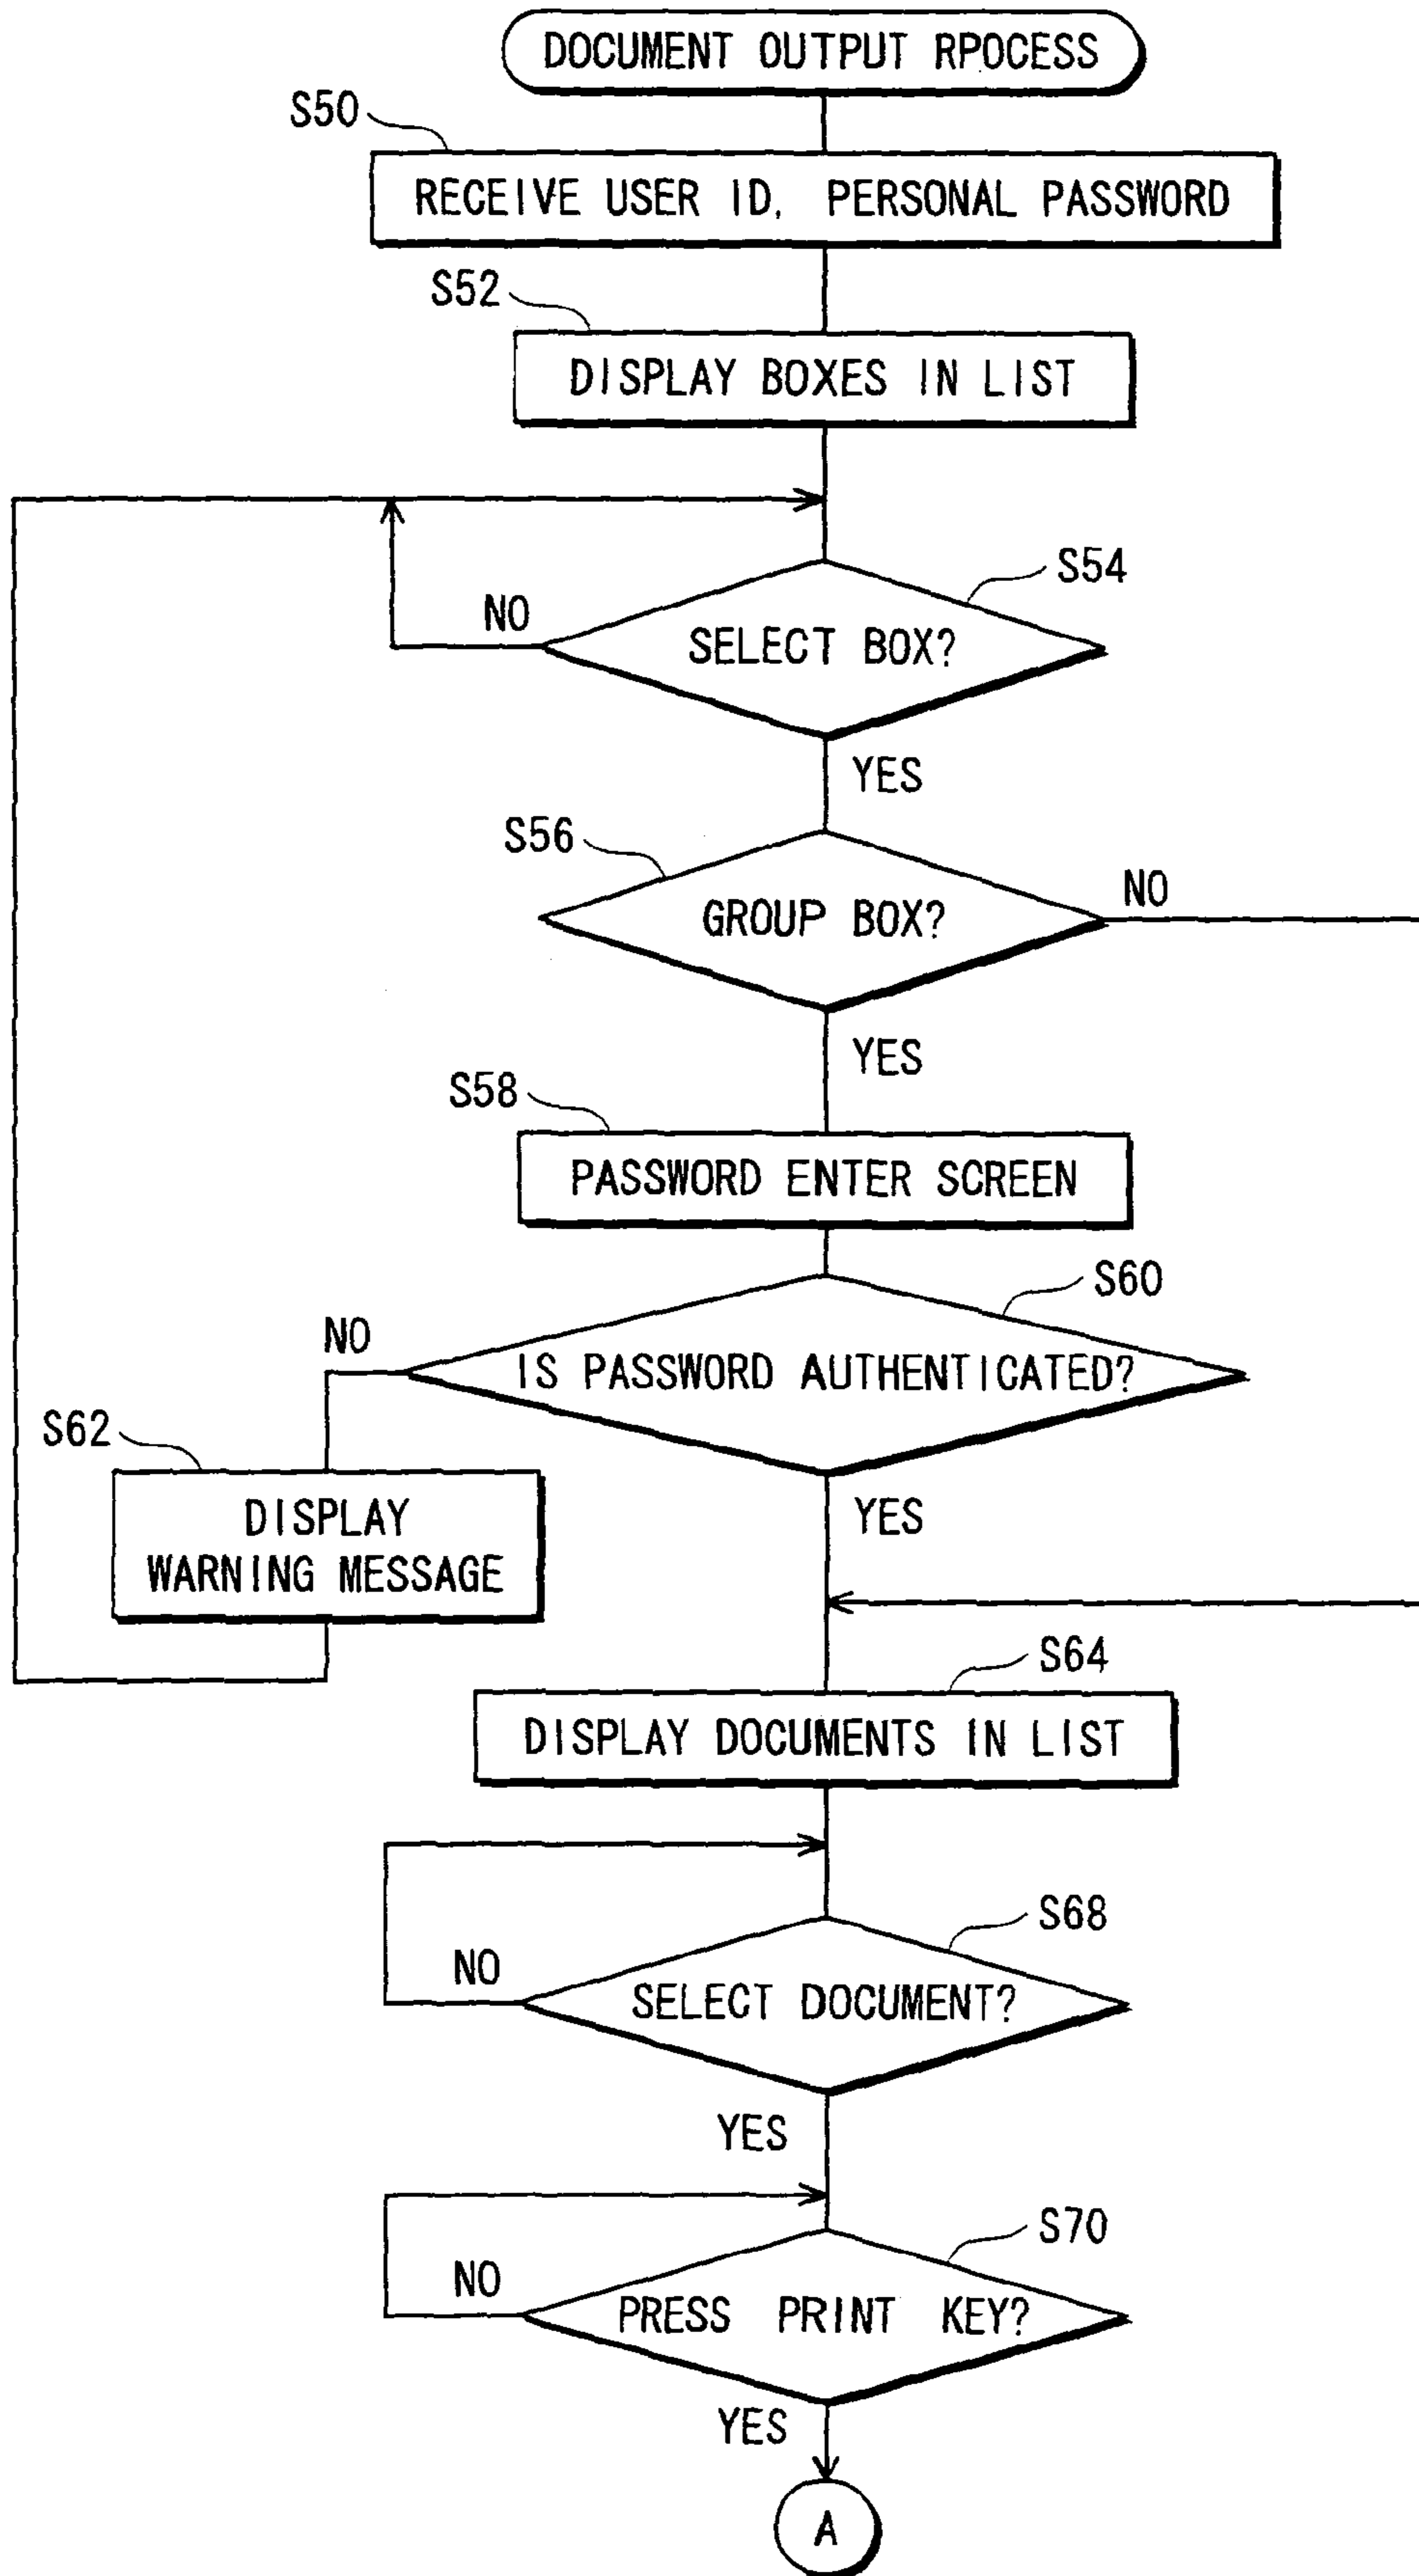 DOCUMENT OUTPUT RPOCESS
S50
RECEIVE USER ID, PERSONAL PASSWORD
S52
DISPLAY BOXES IN LIST
S54
NO
SELECT BOX?
YES
S56
NO
GROUP BOX?
YES
S58
PASSWORD ENTER SCREEN
S60
NO
IS PASSWORD AUTHENTICATED?
S62
YES
DISPLAY
WARNING MESSAGE
S64
DISPLAY DOCUMENTS IN LIST
S68
NO
SELECT DOCUMENT?
YES
S70
NO
PRESS PRINT KEY?
YES
A